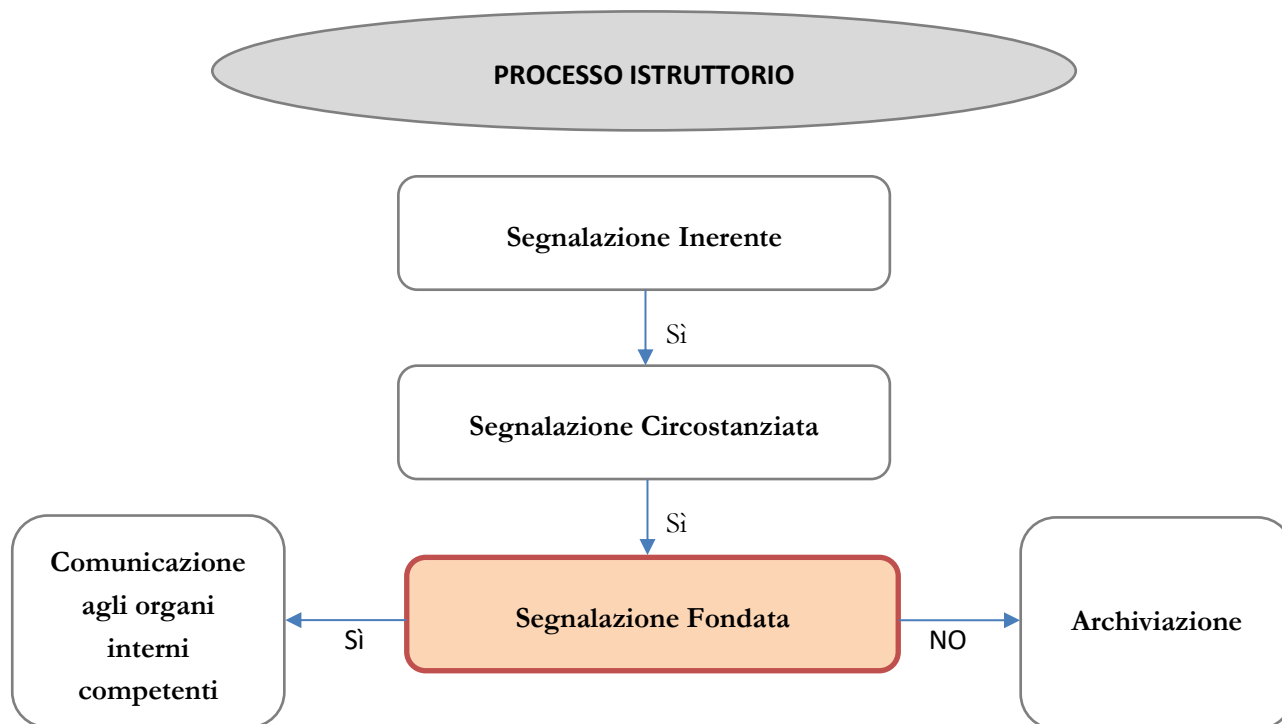 PROCESSO ISTRUTTORIO
Segnalazione Inerente
Sì
Segnalazione Circostanziata
Sì
Comunicazione
agli organi
interni
competenti
Sì
Segnalazione Fondata
NO
Archiviazione